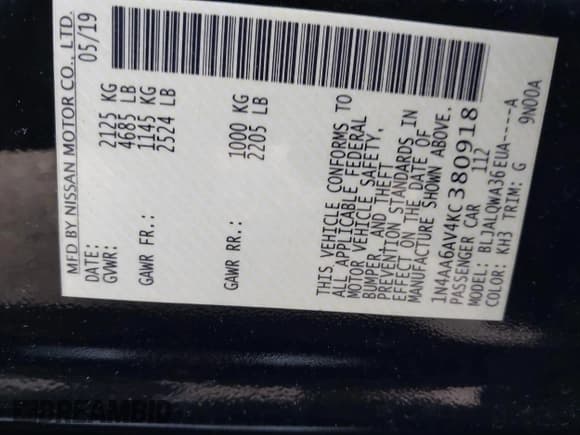 MFD BY NISSAN MOTOR CO., LTD.
DATE: 05/19
GVWR: 2125 KG
4685 LB
GAWR FR.: 1145 KG
2524 LB
GAWR RR.: 1000 KG
2205 LB
THIS VEHICLE CONFORMS TO
ALL APPLICABLE FEDERAL
MOTOR VEHICLE SAFETY,
BUMPER, AND THEFT
PREVENTION STANDARDS IN
EFFECT ON THE DATE OF
MANUFACTURE SHOWN ABOVE.
1N4AA6AV4KC380918
PASSENGER CAR 112
MODEL: BLJALQWA36EUA-----A
COLOR: KH3 TRIM: G 9N00A